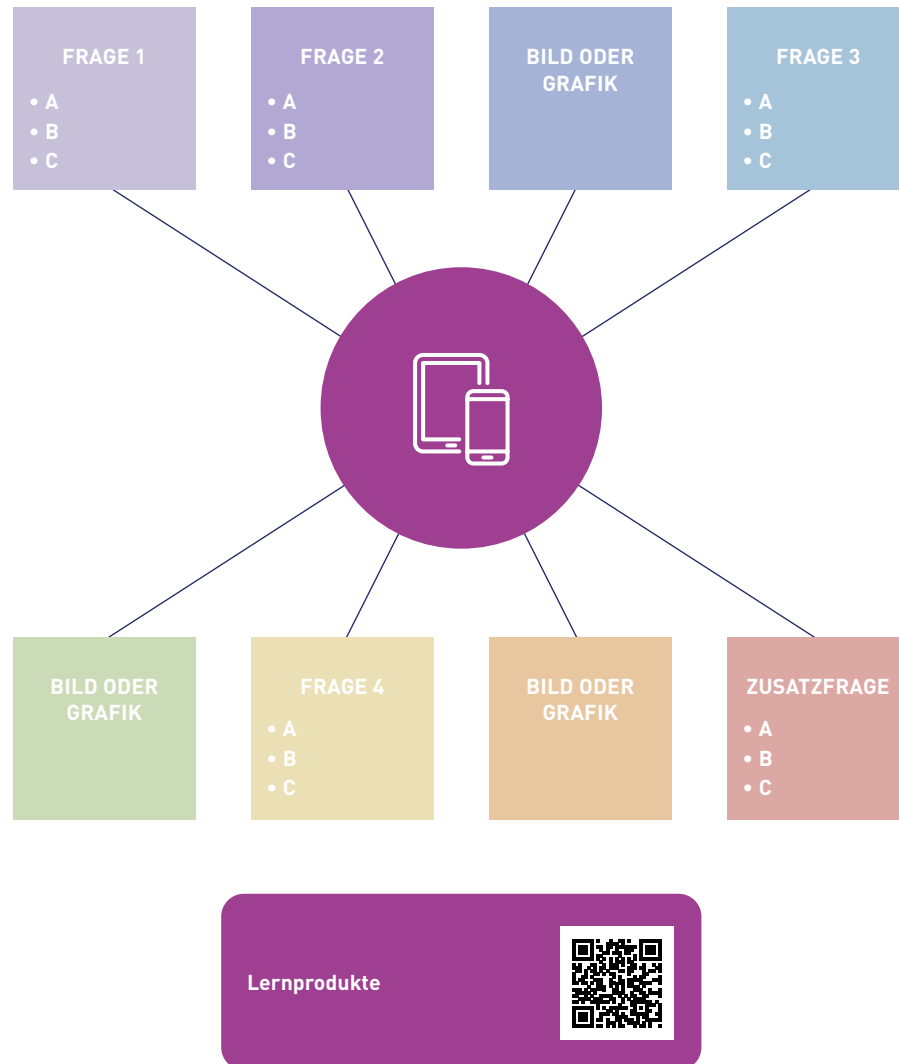 FRAGE 1
• A
• B
• C
FRAGE 2
• A
• B
• C
BILD ODER
GRAFIK
FRAGE 3
• A
• B
• C
BILD ODER
GRAFIK
FRAGE 4
• A
• B
• C
BILD ODER
GRAFIK
ZUSATZFRAGE
• A
• B
• C
Lernprodukte